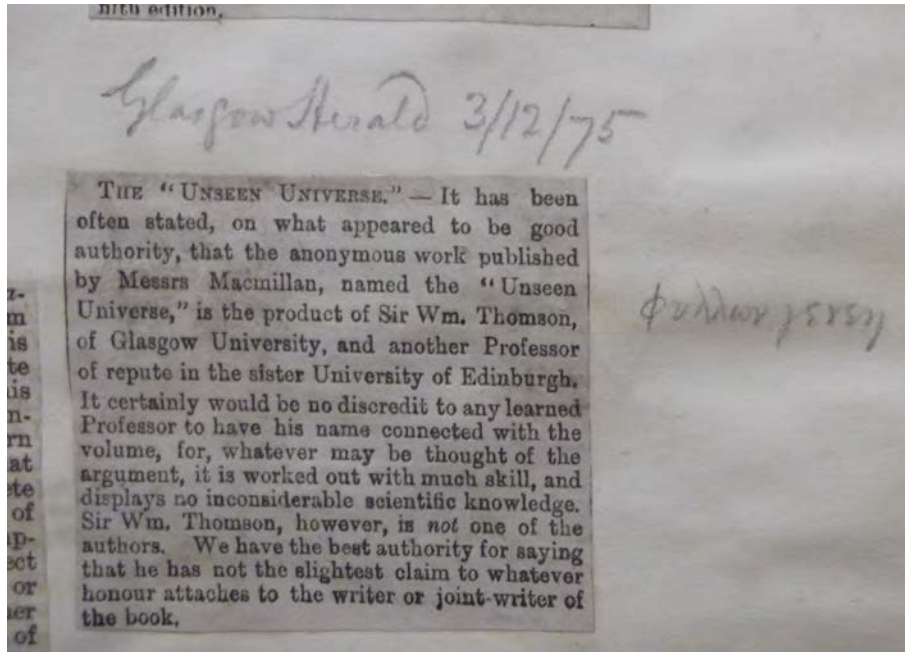 ninth edition.
Glasgow Herald 3/12/75
THE "UNSEEN UNIVERSE." — It has been
often stated, on what appeared to be good
authority, that the anonymous work published
by Messrs Macmillan, named the "Unseen
Universe," is the product of Sir Wm. Thomson,
of Glasgow University, and another Professor
of repute in the sister University of Edinburgh.
It certainly would be no discredit to any learned
Professor to have his name connected with the
volume, for, whatever may be thought of the
argument, it is worked out with much skill, and
displays no inconsiderable scientific knowledge.
Sir Wm. Thomson, however, is not one of the
authors. We have the best authority for saying
that he has not the slightest claim to whatever
honour attaches to the writer or joint-writer of
the book.
is
at
of
or
of